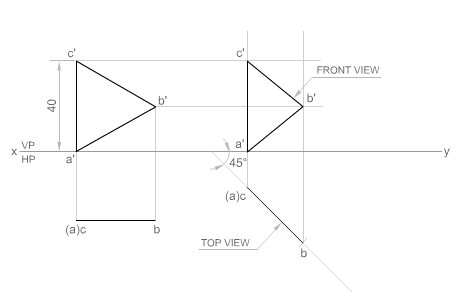 c'
c'
FRONT VIEW
40
b'
b'
x VP
HP
a'
a'
y
45°
(a)c
(a)c
b
TOP VIEW
b